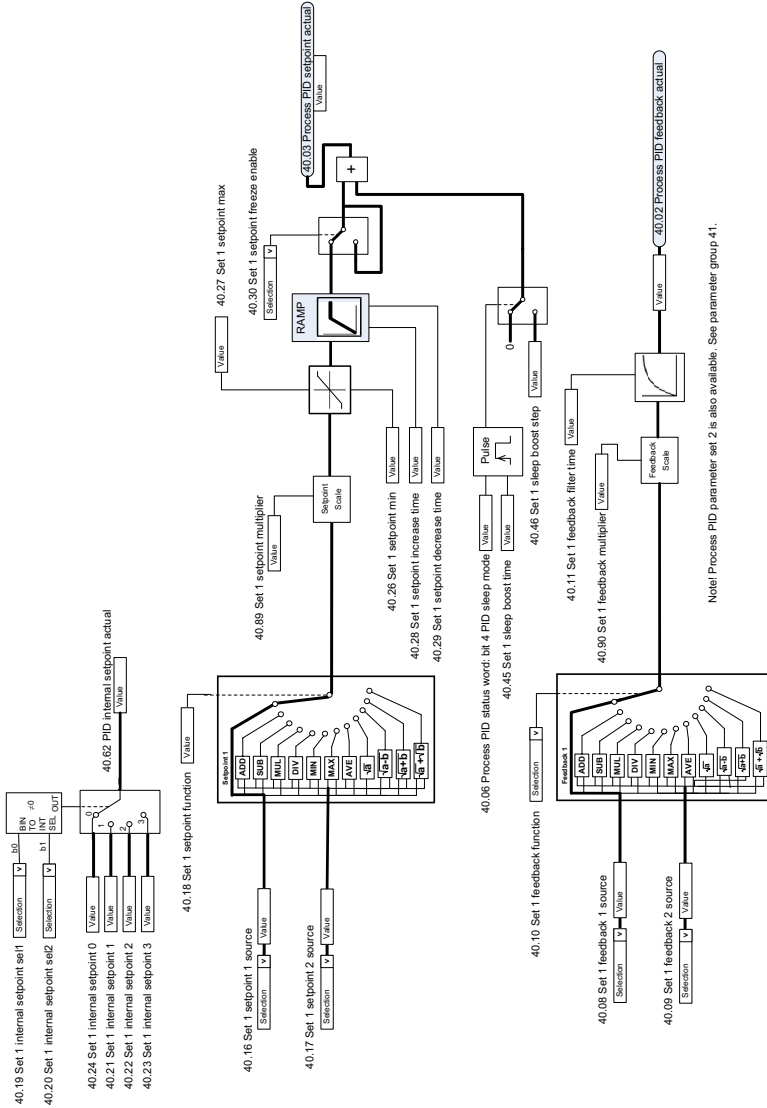 40.19 Set 1 internal setpoint sel1
Selection
v
b0
40.20 Set 1 internal setpoint sel2
Selection
v
b1
BIN
TO ≠0
INT
SEL OUT
40.24 Set 1 internal setpoint 0
Value
0
40.21 Set 1 internal setpoint 1
Value
1
40.22 Set 1 internal setpoint 2
Value
2
40.23 Set 1 internal setpoint 3
Value
3
40.62 PID internal setpoint actual
Value
40.18 Set 1 setpoint function
Value
40.16 Set 1 setpoint 1 source
Selection
v
Value
40.17 Set 1 setpoint 2 source
Selection
v
Value
Setpoint 1
ADD
SUB
MUL
DIV
MIN
MAX
AVE
√a
√a-b
√a+b
√a+√b
40.89 Set 1 setpoint multiplier
Value
Setpoint
Scale
40.27 Set 1 setpoint max
Value
40.26 Set 1 setpoint min
Value
40.28 Set 1 setpoint increase time
Value
40.29 Set 1 setpoint decrease time
Value
RAMP
40.30 Set 1 setpoint freeze enable
Selection
v
+
40.03 Process PID setpoint actual
Value
40.06 Process PID status word: bit 4 PID sleep mode
Value
40.45 Set 1 sleep boost time
Value
Pulse
0
40.46 Set 1 sleep boost step
Value
40.10 Set 1 feedback function
Selection
v
40.08 Set 1 feedback 1 source
Selection
v
Value
40.09 Set 1 feedback 2 source
Selection
v
Value
Feedback 1
ADD
SUB
MUL
DIV
MIN
MAX
AVE
√a
√a-b
√a+b
√a+√b
40.11 Set 1 feedback filter time
Value
40.90 Set 1 feedback multiplier
Value
Feedback
Scale
Value
40.02 Process PID feedback actual
Note! Process PID parameter set 2 is also available. See parameter group 41.